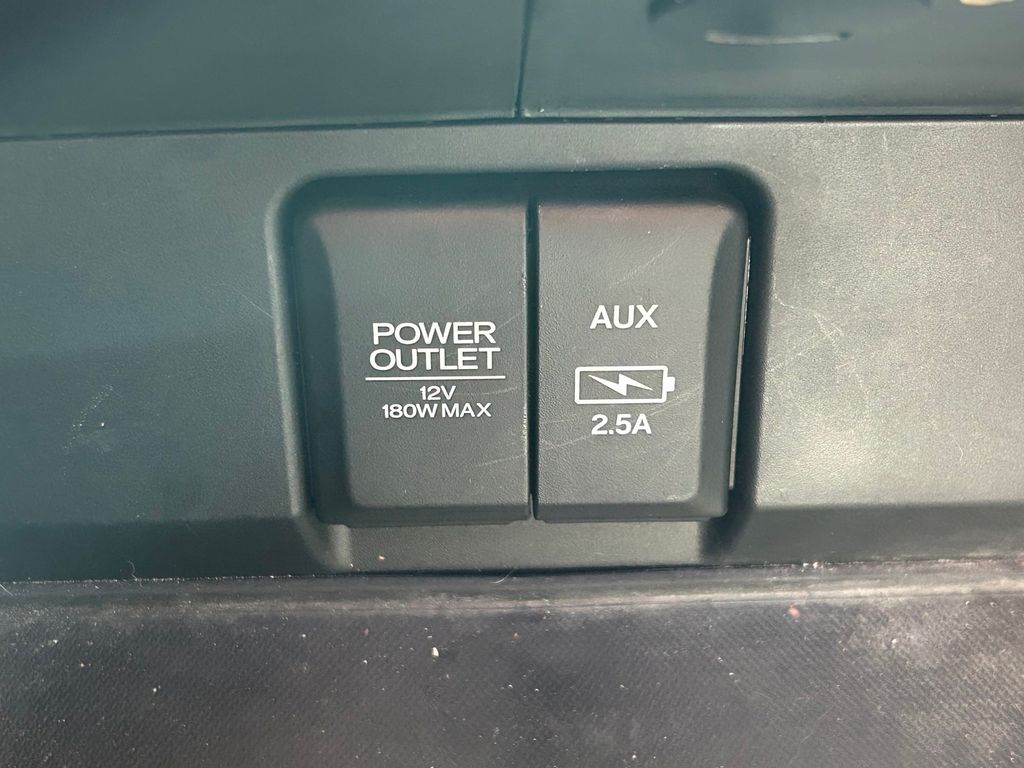 POWER
OUTLET
12V
180W MAX
AUX
2.5A